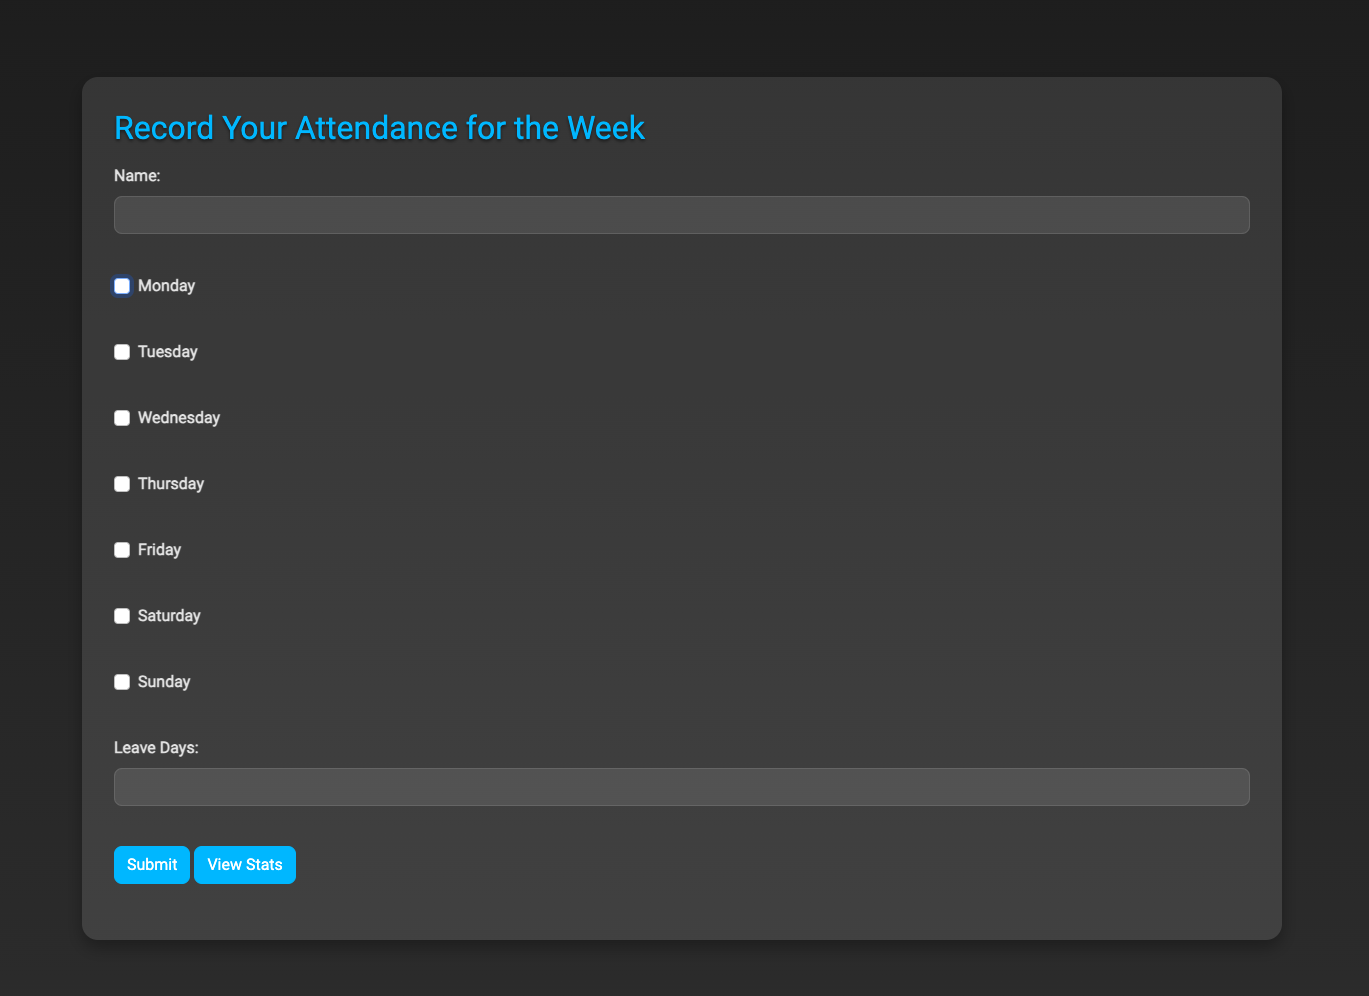 Record Your Attendance for the Week
Name:
Monday
Tuesday
Wednesday
Thursday
Friday
Saturday
Sunday
Leave Days:
Submit View Stats